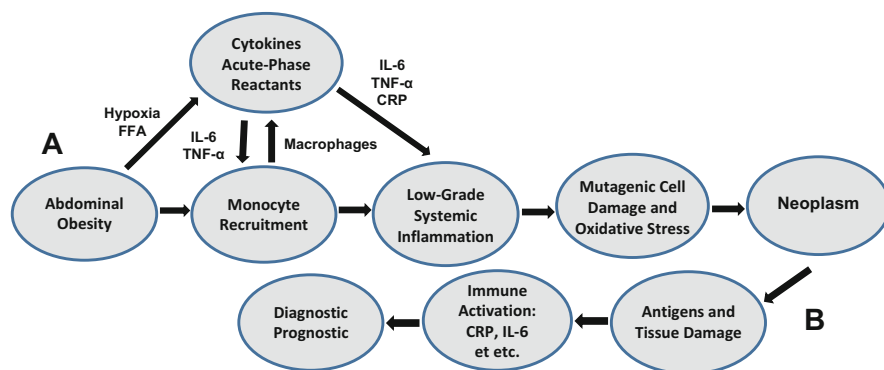 Cytokines
Acute-Phase
Reactants
IL-6
TNF-α
CRP
Hypoxia
FFA
A
IL-6
TNF-α
Macrophages
Abdominal
Obesity
Monocyte
Recruitment
Low-Grade
Systemic
Inflammation
Mutagenic Cell
Damage and
Oxidative Stress
Neoplasm
Diagnostic
Prognostic
Immune
Activation:
CRP, IL-6
et etc.
Antigens and
Tissue Damage
B